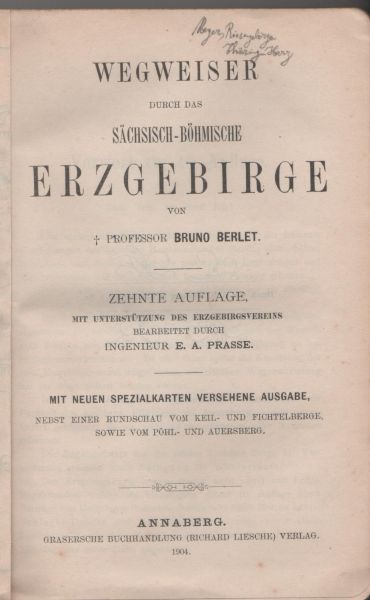 WEGWEISER
DURCH DAS
SÄCHSISCH-BÖHMISCHE
ERZGEBIRGE
VON
† PROFESSOR BRUNO BERLET.
ZEHNTE AUFLAGE,
MIT UNTERSTÜTZUNG DES ERZGEBIRGSVEREINS
BEARBEITET DURCH
INGENIEUR E. A. PRASSE.
MIT NEUEN SPEZIALKARTEN VERSEHENE AUSGABE,
NEBST EINER RUNDSCHAU VOM KEIL- UND FICHTELBERGE,
SOWIE VOM PÖHL- UND AUERSBERG.
ANNABERG.
GRASERSCHE BUCHHANDLUNG (RICHARD LIESCHE) VERLAG.
1904.